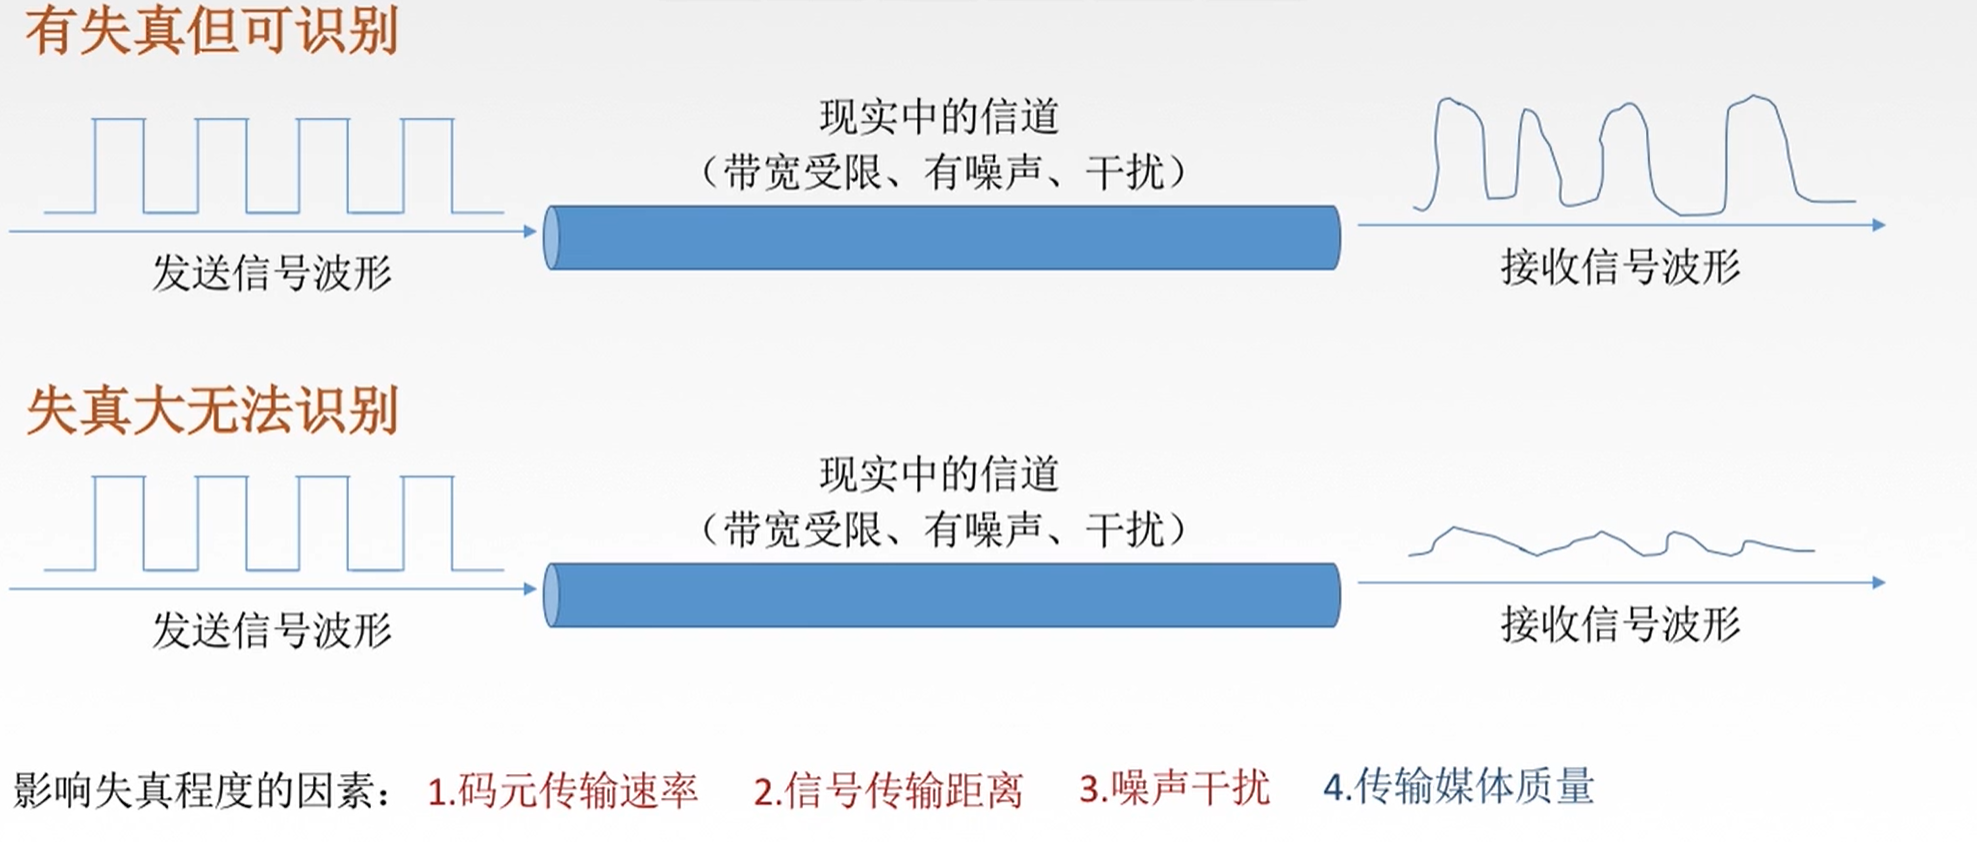 有失真但可识别
现实中的信道
（带宽受限、有噪声、干扰）
发送信号波形
接收信号波形
失真大无法识别
现实中的信道
（带宽受限、有噪声、干扰）
发送信号波形
接收信号波形
影响失真程度的因素： 1.码元传输速率 2.信号传输距离 3.噪声干扰 4.传输媒体质量